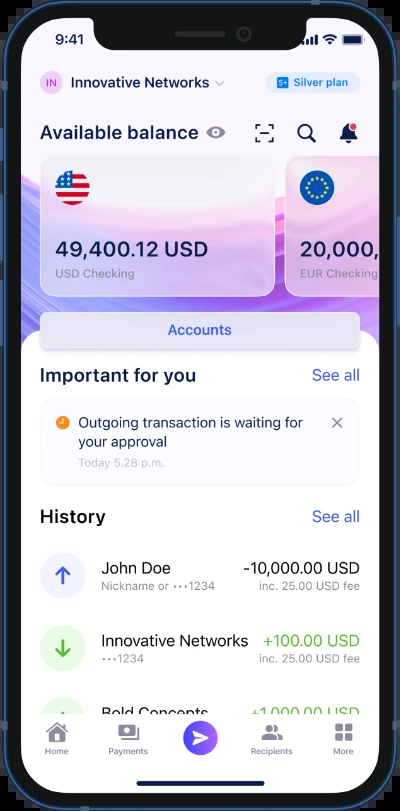 9:41
IN Innovative Networks S+ Silver plan
Available balance
49,400.12 USD
USD Checking
20,000,
EUR Checking
Accounts
Important for you See all
Outgoing transaction is waiting for
your approval
Today 5.28 p.m.
History See all
John Doe -10,000.00 USD
Nickname or •••1234 inc. 25.00 USD fee
Innovative Networks +100.00 USD
•••1234 inc. 25.00 USD fee
Bold Concepts +1,000.00 USD
Home Payments Recipients More